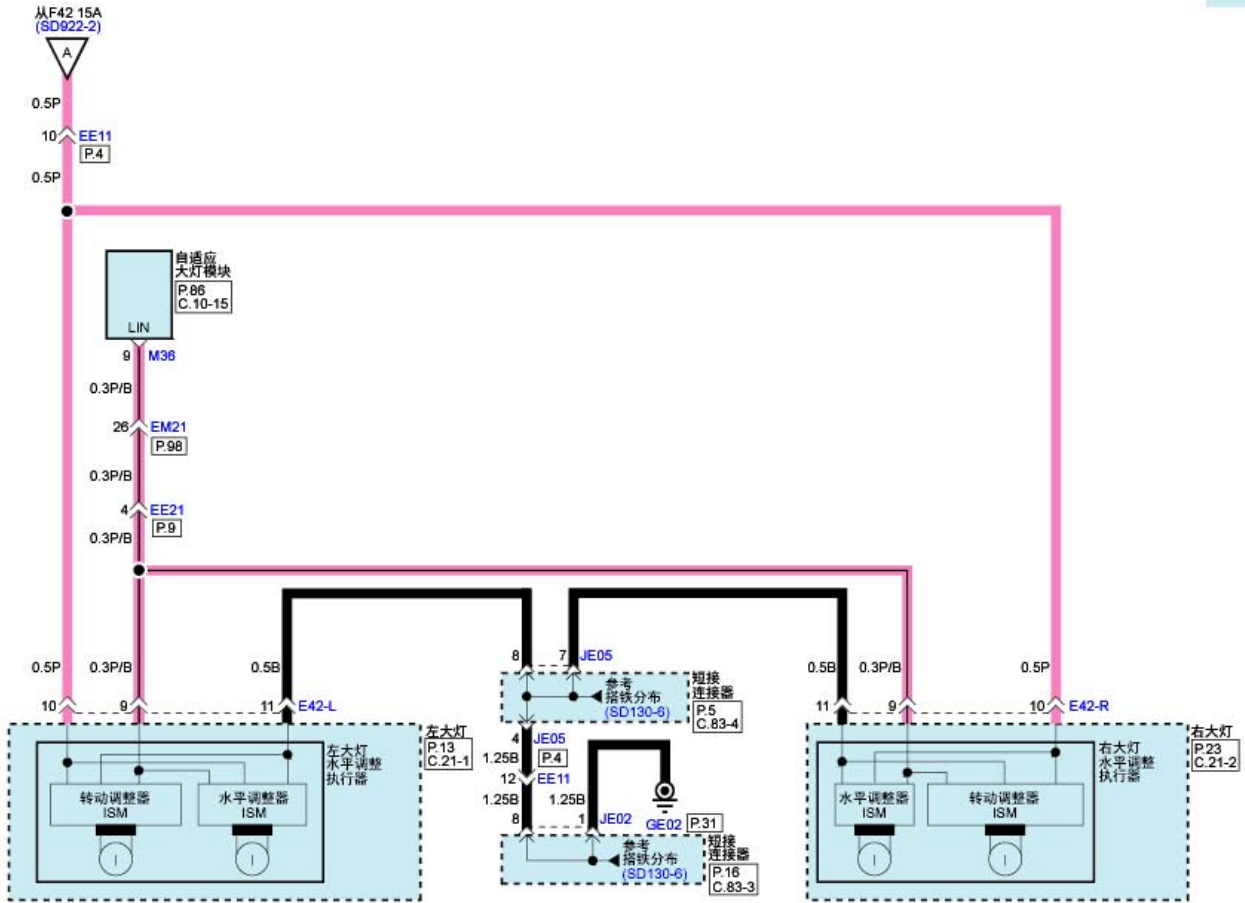 从F42 15A
(SD922-2)
A
0.5P
10 EE11
P.4
0.5P
自适应
大灯模块
P.86
C.10-15
LIN
9 M36
0.3P/B
26 EM21
P.98
0.3P/B
4 EE21
P.9
0.3P/B
0.5P
0.3P/B
0.5B
10
9
11 E42-L
左大灯
P.13
C.21-1
左大灯
水平调整
执行器
转动调整器
ISM
水平调整器
ISM
I
I
8
7 JE05
参考
搭铁分布
(SD130-6)
短接
连接器
P.5
C.83-4
4 JE05
1.25B
P.4
12 EE11
1.25B
1.25B
8
1 JE02
GE02 P.31
参考
搭铁分布
(SD130-6)
短接
连接器
P.16
C.83-3
0.5B
0.3P/B
0.5P
11
9
10 E42-R
右大灯
P.23
C.21-2
右大灯
水平调整
执行器
水平调整器
ISM
转动调整器
ISM
I
I